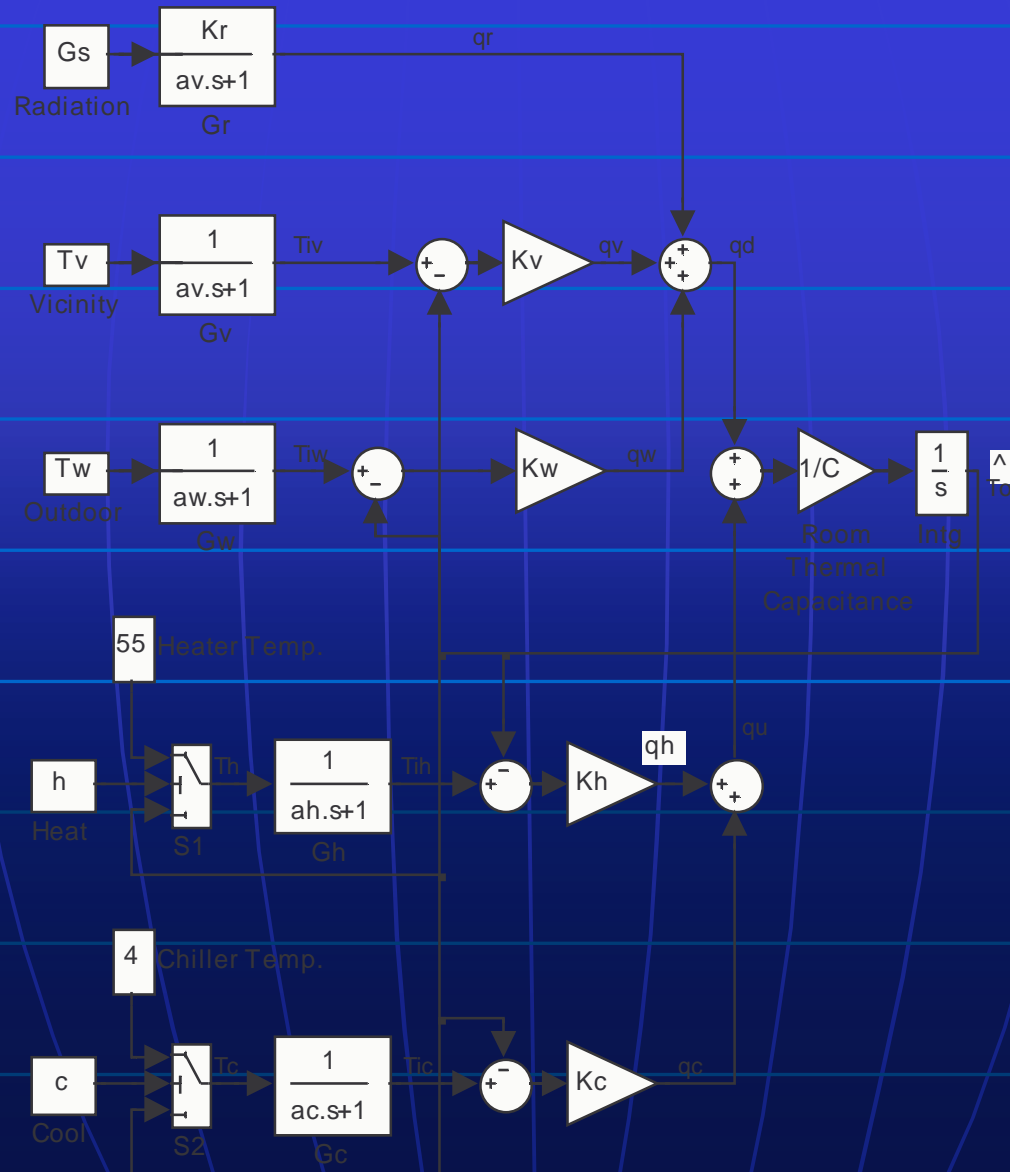 Gs
Radiation
Kr
av.s+1
Gr
qr
Tv
Vicinity
1
av.s+1
Gv
Tiv
+
−
Kv
qv
+
+
+
qd
Tw
Outdoor
1
aw.s+1
Gw
Tiw
+
−
Kw
qw
+
+
1/C
Room
Thermal
Capacitance
1
s
Intg
^
55
Heater Temp.
h
Heat
S1
Th
1
ah.s+1
Gh
Tih
−
+
Kh
qh
+
+
qu
4
Chiller Temp.
c
Cool
S2
Tc
1
ac.s+1
Gc
Tic
−
+
Kc
qc